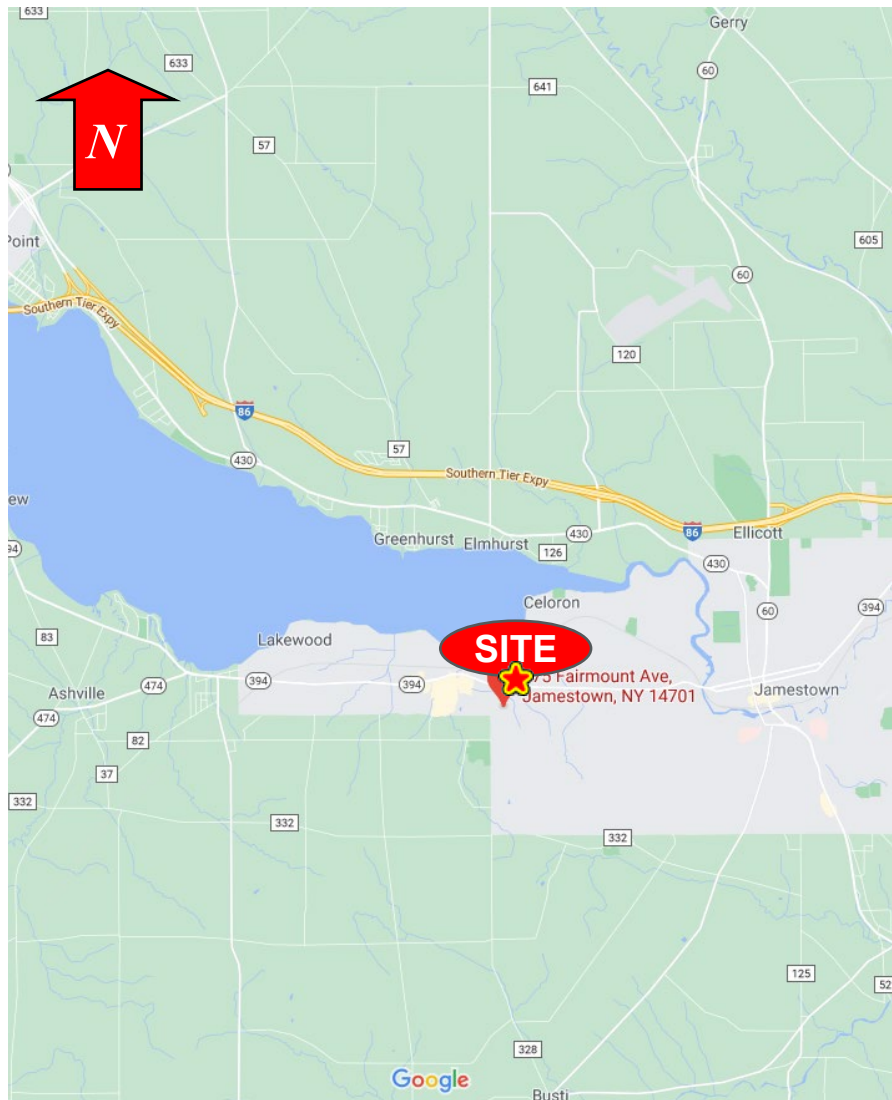 633
Gerry
633
60
641
N
57
605
Point
60
Southern Tier Expy
120
86
57
430
Southern Tier Expy
ew
430
86
Ellicott
Greenhurst
Elmhurst
126
94
430
Celoron
60
394
83
Lakewood
SITE
394
474
394
Fairmount Ave,
Jamestown, NY 14701
Jamestown
Ashville
474
82
37
332
332
332
125
52
328
Google
Busti